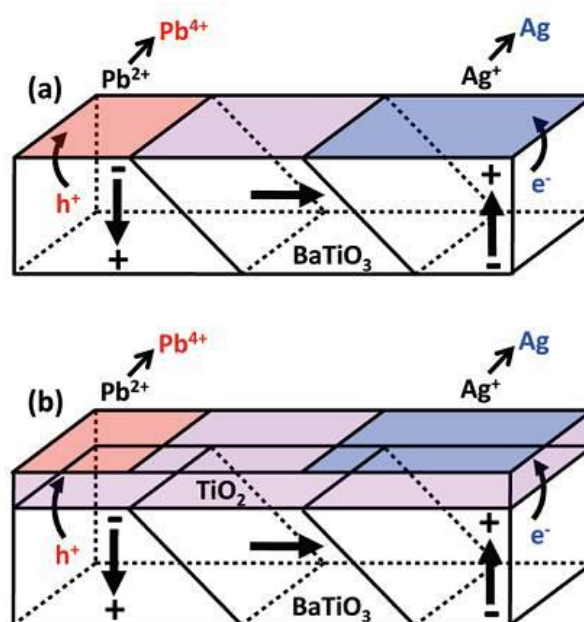 Pb⁴⁺ Ag
Pb²⁺ Ag⁺
(a)
- +
h⁺ e⁻
+ BaTiO₃ -
Pb⁴⁺ Ag
Pb²⁺ Ag⁺
(b)
TiO₂
- +
h⁺ e⁻
+ BaTiO₃ -